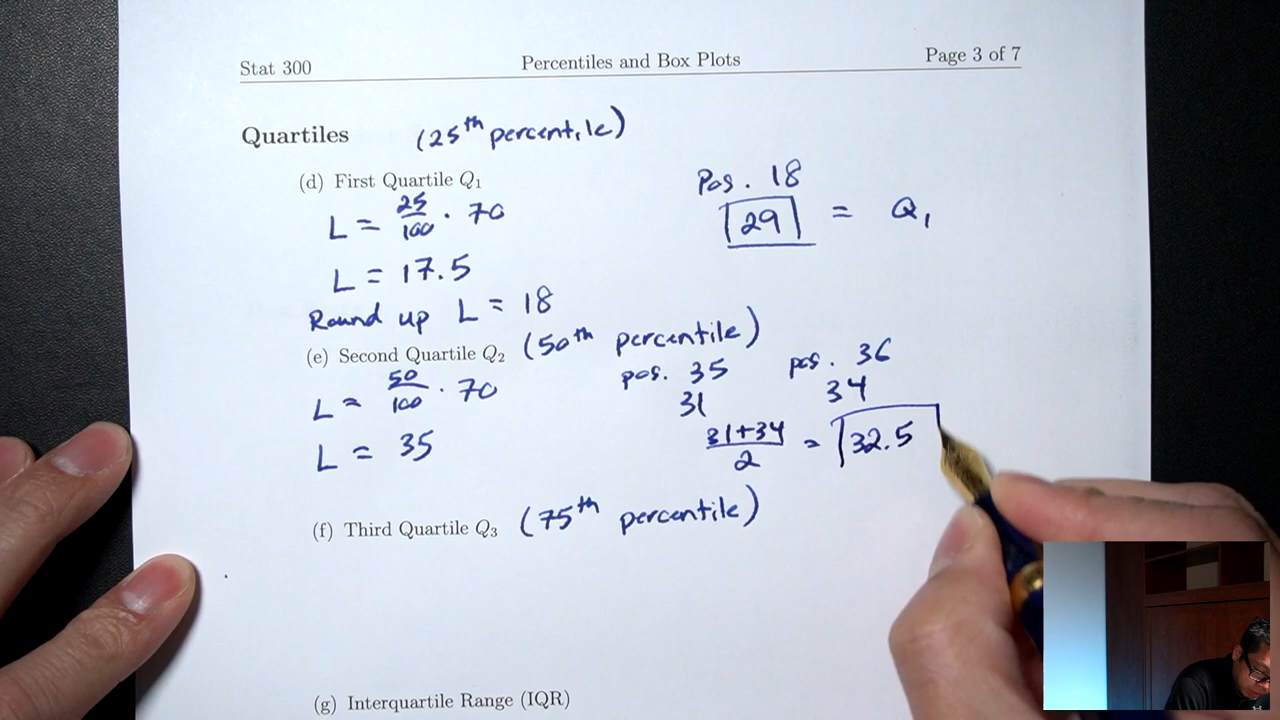 Stat 300 Percentiles and Box Plots Page 3 of 7
Quartiles (25th percentile)
(d) First Quartile Q1
L = 25/100 · 70
L = 17.5
Round up L = 18
Pos. 18
29 = Q1
(e) Second Quartile Q2 (50th percentile)
L = 50/100 · 70
L = 35
pos. 35 pos. 36
31 34
31+34/2 = 32.5
(f) Third Quartile Q3 (75th percentile)
(g) Interquartile Range (IQR)